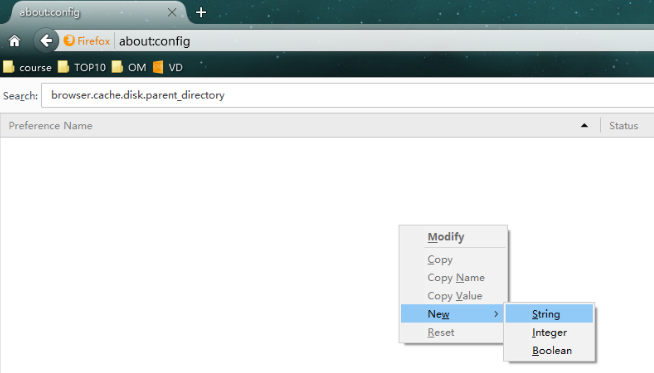 about:config
Firefox about:config
course TOP10 OM VD
Search: browser.cache.disk.parent_directory
Preference Name Status
Modify
Copy
Copy Name
Copy Value
New
Reset
String
Integer
Boolean